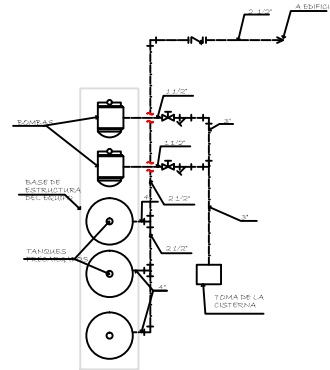 2 1/2"
A EDIFICI
1 1/2"
BOMBAS
3"
1 1/2"
BASE DE
ESTRUCTURA
DEL EQUIPO
4"
2 1/2"
3"
2 1/2"
TANQUES
4"
TOMA DE LA
CISTERNA